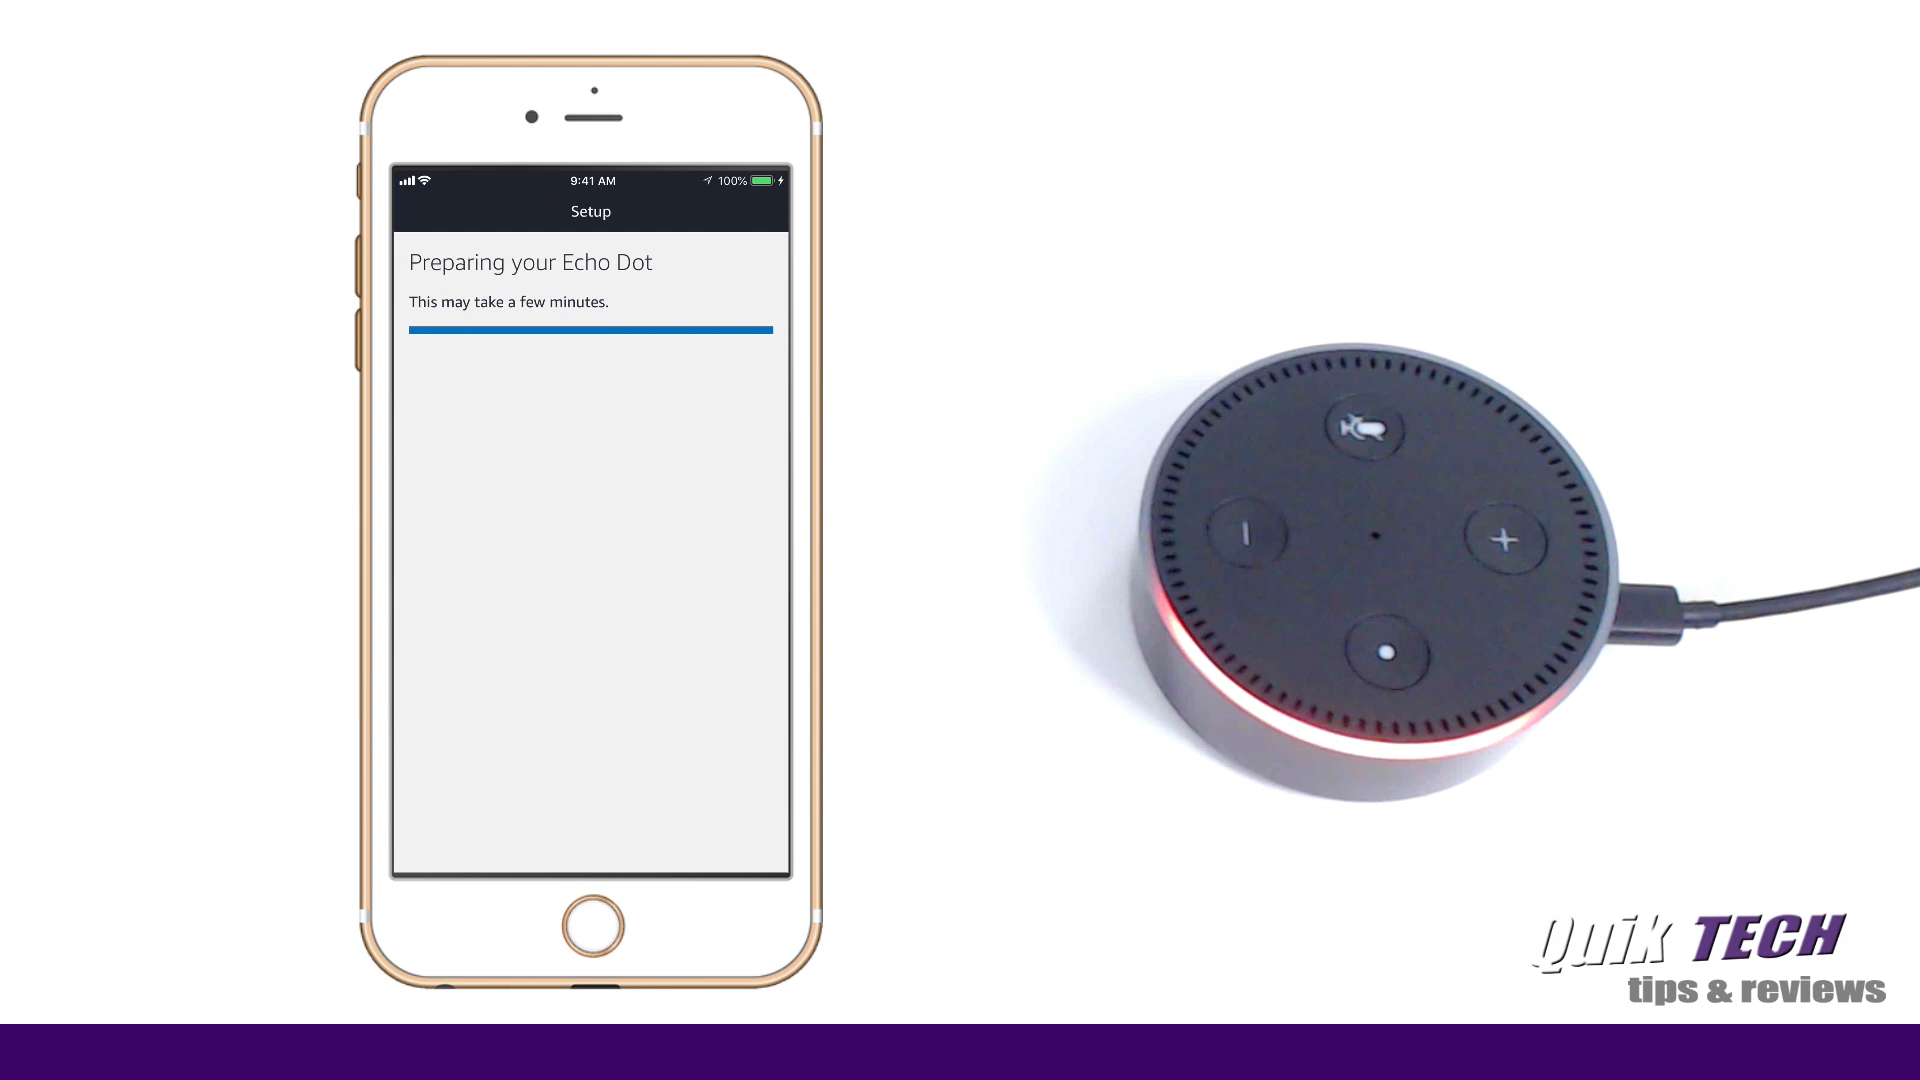 9:41 AM
100%
Setup
Preparing your Echo Dot
This may take a few minutes.
Quik TECH
tips & reviews